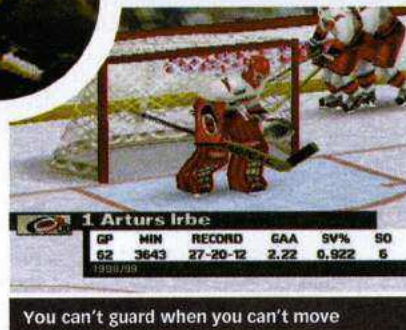 1 Arturs Irbe
GP MIN RECORD GAA SV% SO
62 3643 27-20-12 2.22 0.922 6
1998/99
You can't guard when you can't move